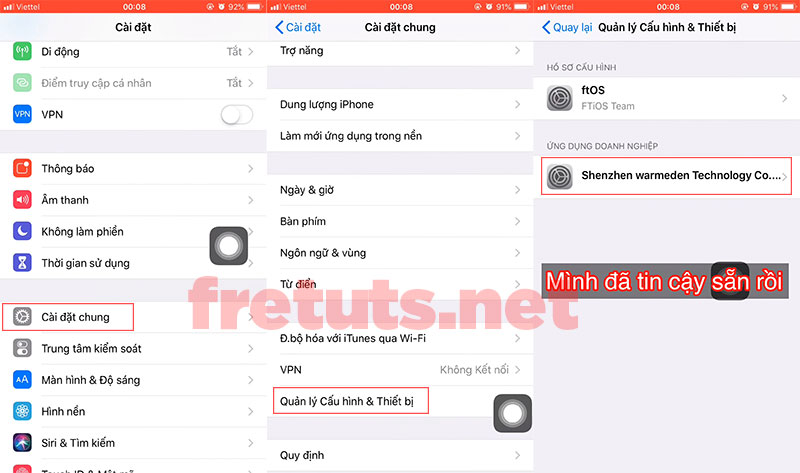 Viettel 00:08 92%
Cài đặt
Di động Tắt
Điểm truy cập cá nhân Tắt
VPN VPN
Thông báo
Âm thanh
Không làm phiền
Thời gian sử dụng
Cài đặt chung
Trung tâm kiểm soát
AA Màn hình & Độ sáng
Hình nền
Siri & Tìm kiếm
Touch ID & Mật mã
Viettel 00:08 91%
Cài đặt Cài đặt chung
Trợ năng
Dung lượng iPhone
Làm mới ứng dụng trong nền
Ngày & giờ
Bàn phím
Ngôn ngữ & vùng
Từ điển
Đ.bộ hóa với iTunes qua Wi-Fi
VPN Không Kết nối
Quản lý Cấu hình & Thiết bị
Quy định
Viettel 00:08 91%
Quay lại Quản lý Cấu hình & Thiết bị
HỒ SƠ CẤU HÌNH
ftOS
FTiOS Team
ỨNG DỤNG DOANH NGHIỆP
Shenzhen warmeden Technology Co....
Mình đã tin cậy sẵn rồi
fretuts.net